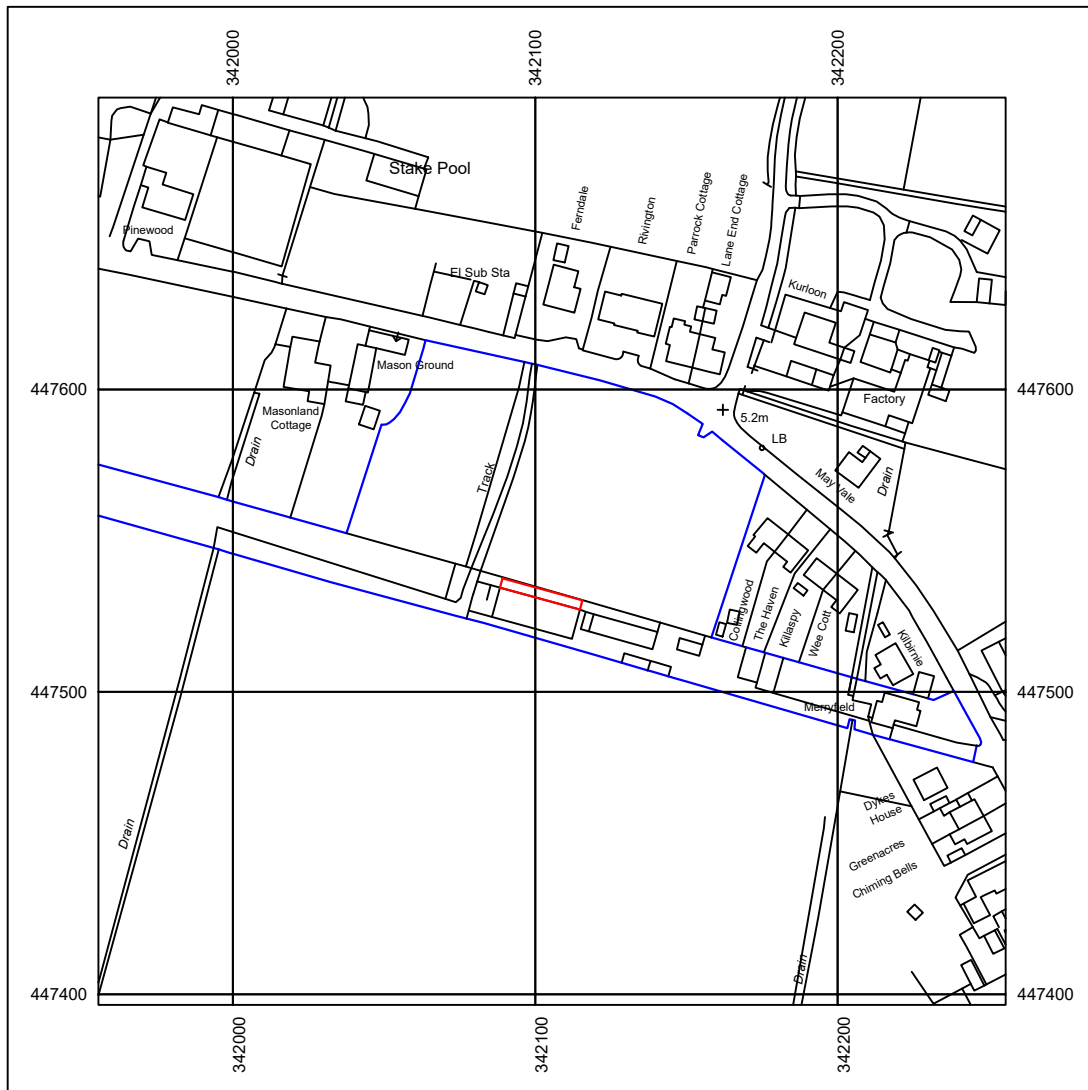 342000
342100
342200
Stake Pool
Pinewood
El Sub Sta
Ferndale
Rivington
Parrock Cottage
Lane End Cottage
Kurloon
Mason Ground
447600
447600
Masonland
Cottage
Drain
Track
5.2m
LB
Factory
May Vale
Drain
Collingwood
The Haven
Killaspy
Wee Cott
Kilbirnie
447500
447500
Merryfield
Drain
Dykes
House
Greenacres
Chiming Bells
Drain
447400
447400
342000
342100
342200